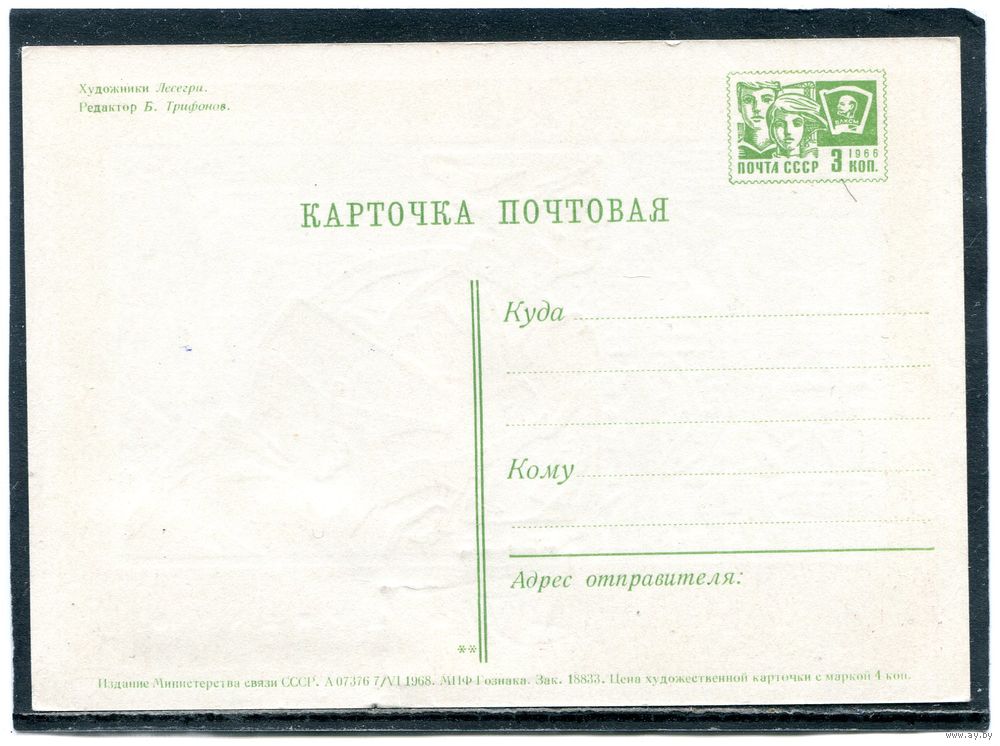 Художники Лесегри.
Редактор Б. Трифонов.
ВЛКСМ
1966
ПОЧТА СССР 3 КОП.
КАРТОЧКА ПОЧТОВАЯ
Куда
Кому
Адрес отправителя:
**
Издание Министерства связи СССР. А 07376 7/VI 1968. МПФ Гознака. Зак. 18833. Цена художественной карточки с маркой 4 коп.
www.ay.by